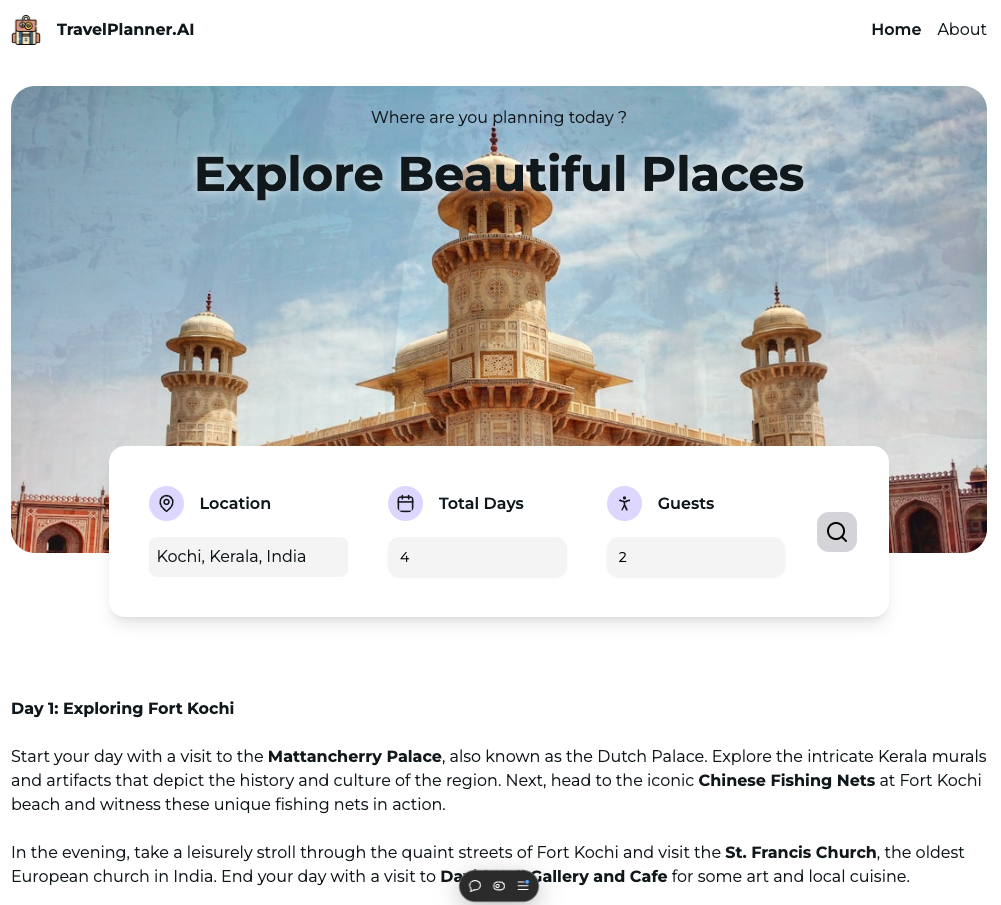 TravelPlanner.AI
Home About
Where are you planning today ?
Explore Beautiful Places
Location Total Days Guests
Kochi, Kerala, India 4 2
Day 1: Exploring Fort Kochi
Start your day with a visit to the Mattancherry Palace, also known as the Dutch Palace. Explore the intricate Kerala murals
and artifacts that depict the history and culture of the region. Next, head to the iconic Chinese Fishing Nets at Fort Kochi
beach and witness these unique fishing nets in action.
In the evening, take a leisurely stroll through the quaint streets of Fort Kochi and visit the St. Francis Church, the oldest
European church in India. End your day with a visit to Gallery and Cafe for some art and local cuisine.